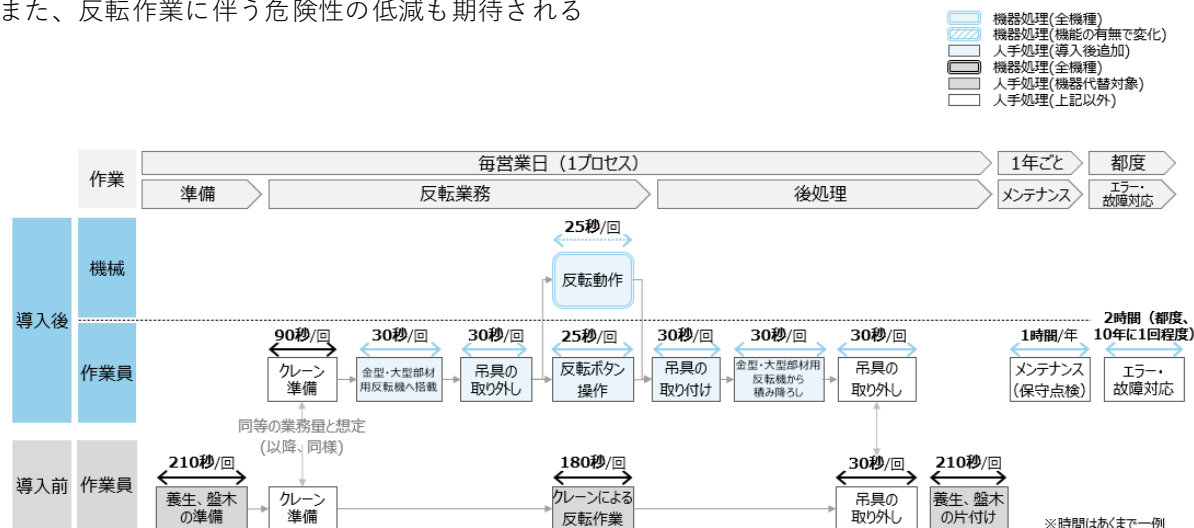 また、反転作業に伴う危険性の低減も期待される
機器処理(全機種)
機器処理(機能の有無で変化)
人手処理(導入後追加)
機器処理(全機種)
人手処理(機器代替対象)
人手処理(上記以外)
作業
毎営業日（1プロセス）
1年ごと
都度
準備
反転業務
後処理
メンテナンス
エラー・
故障対応
導入後
機械
25秒/回
反転動作
作業員
90秒/回
クレーン
準備
30秒/回
金型・大型部材
用反転機へ搭載
30秒/回
吊具の
取り外し
25秒/回
反転ボタン
操作
30秒/回
吊具の
取り付け
30秒/回
金型・大型部材用
反転機から
積み降ろし
30秒/回
吊具の
取り外し
1時間/年
メンテナンス
（保守点検）
2時間（都度、
10年に1回程度）
エラー・
故障対応
同等の業務量と想定
(以降、同様)
導入前
作業員
210秒/回
養生、盤木
の準備
クレーン
準備
180秒/回
クレーンによる
反転作業
30秒/回
吊具の
取り外し
210秒/回
養生、盤木
の片付け
※時間はあくまで一例